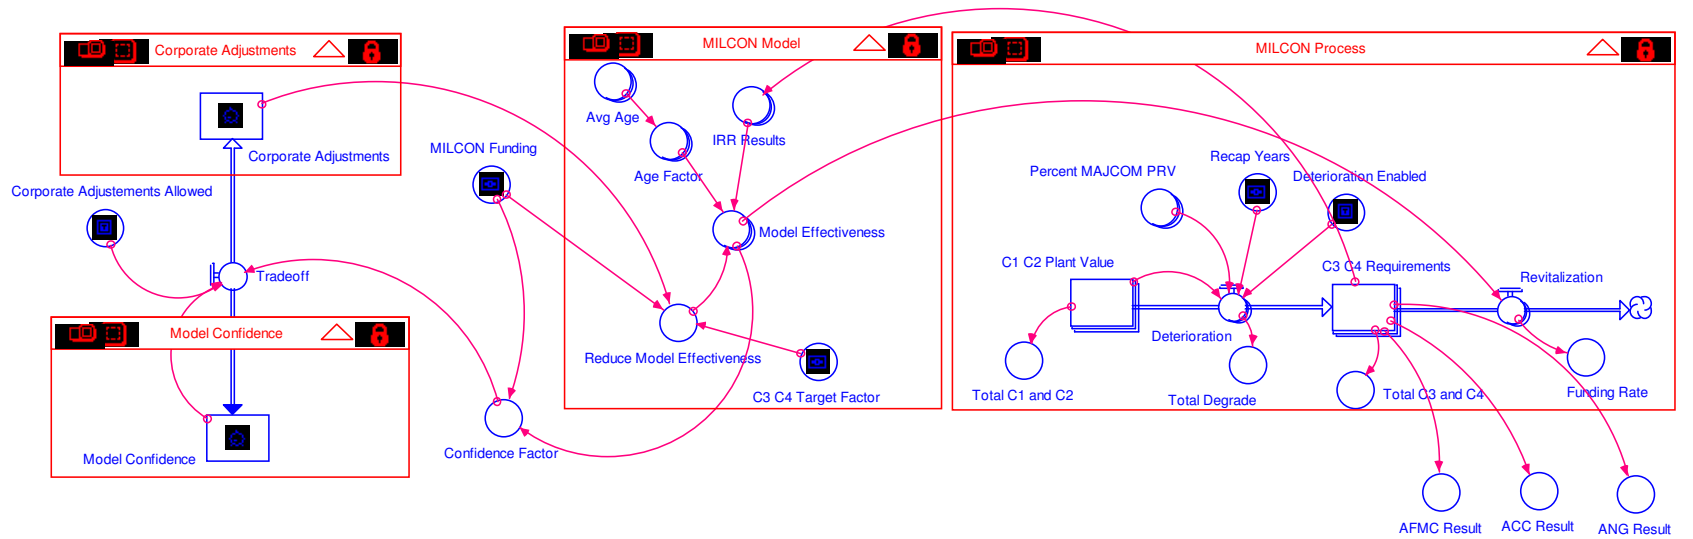 Corporate Adjustments
MILCON Model
MILCON Process
Avg Age
IRR Results
MILCON Funding
Corporate Adjustments
Age Factor
Percent MAJCOM PRV
Recap Years
Deterioration Enabled
Corporate Adjustements Allowed
Model Effectiveness
Tradeoff
C1 C2 Plant Value
C3 C4 Requirements
Revitalization
Model Confidence
Reduce Model Effectiveness
Deterioration
C3 C4 Target Factor
Total C1 and C2
Total Degrade
Total C3 and C4
Funding Rate
Model Confidence
Confidence Factor
AFMC Result
ACC Result
ANG Result